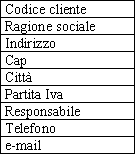 Codice cliente
Ragione sociale
Indirizzo
Cap
Città
Partita Iva
Responsabile
Telefono
e-mail